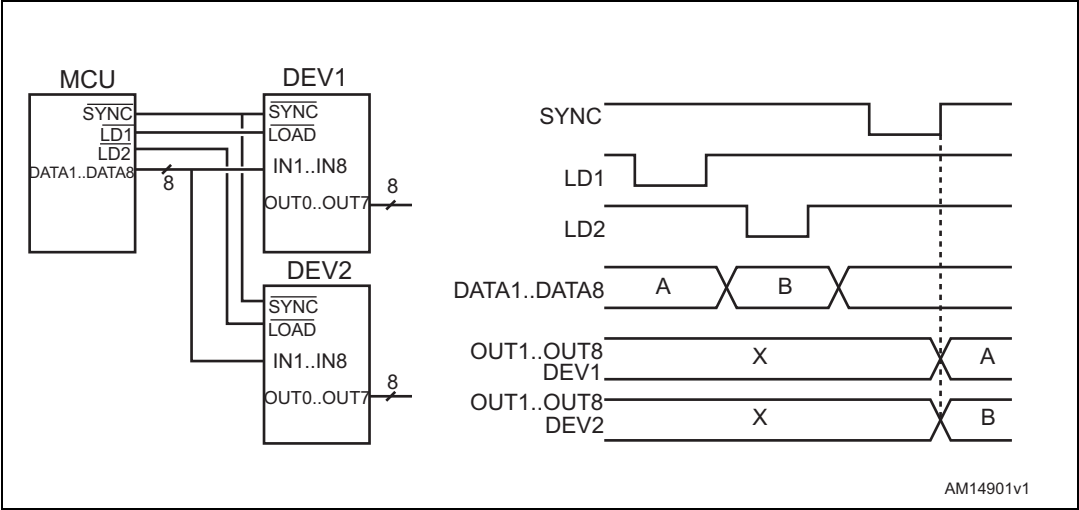 MCU
SYNC
LD1
LD2
DATA1..DATA8
8
DEV1
SYNC
LOAD
IN1..IN8
OUT0..OUT7
8
DEV2
SYNC
LOAD
IN1..IN8
OUT0..OUT7
8
SYNC
LD1
LD2
DATA1..DATA8
A
B
OUT1..OUT8
DEV1
X
A
OUT1..OUT8
DEV2
X
B
AM14901v1